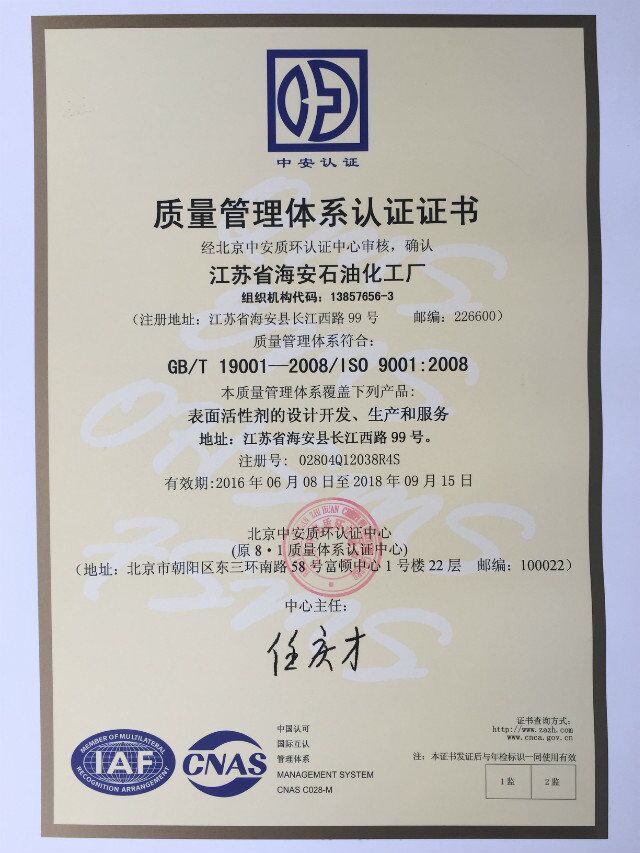 中安认证
质量管理体系认证证书
经北京中安质环认证中心审核，确认
江苏省海安石油化工厂
组织机构代码：13857656-3
（注册地址：江苏省海安县长江西路 99 号 邮编：226600）
质量管理体系符合：
GB/T 19001—2008/ISO 9001:2008
本质量管理体系覆盖下列产品：
表面活性剂的设计开发、生产和服务
地址：江苏省海安县长江西路 99 号。
注册号：02804Q12038R4S
有效期:2016 年 06 月 08 日至 2018 年 09 月 15 日
北京中安质环认证中心
(原 8·1 质量体系认证中心)
（地址：北京市朝阳区东三环南路 58 号富顿中心 1 号楼 22 层 邮编：100022）
中心主任：
任庆才
MEMBER OF MULTILATERAL
IAF
RECOGNITION ARRANGEMENT
CNAS
中国认可
国际互认
管理体系
MANAGEMENT SYSTEM
CNAS C028-M
证书查询方式：
http://www.zazh.com
www.cnca.gov.cn
注：本证书发证后与年检标识一同使用有效
1 监 2 监